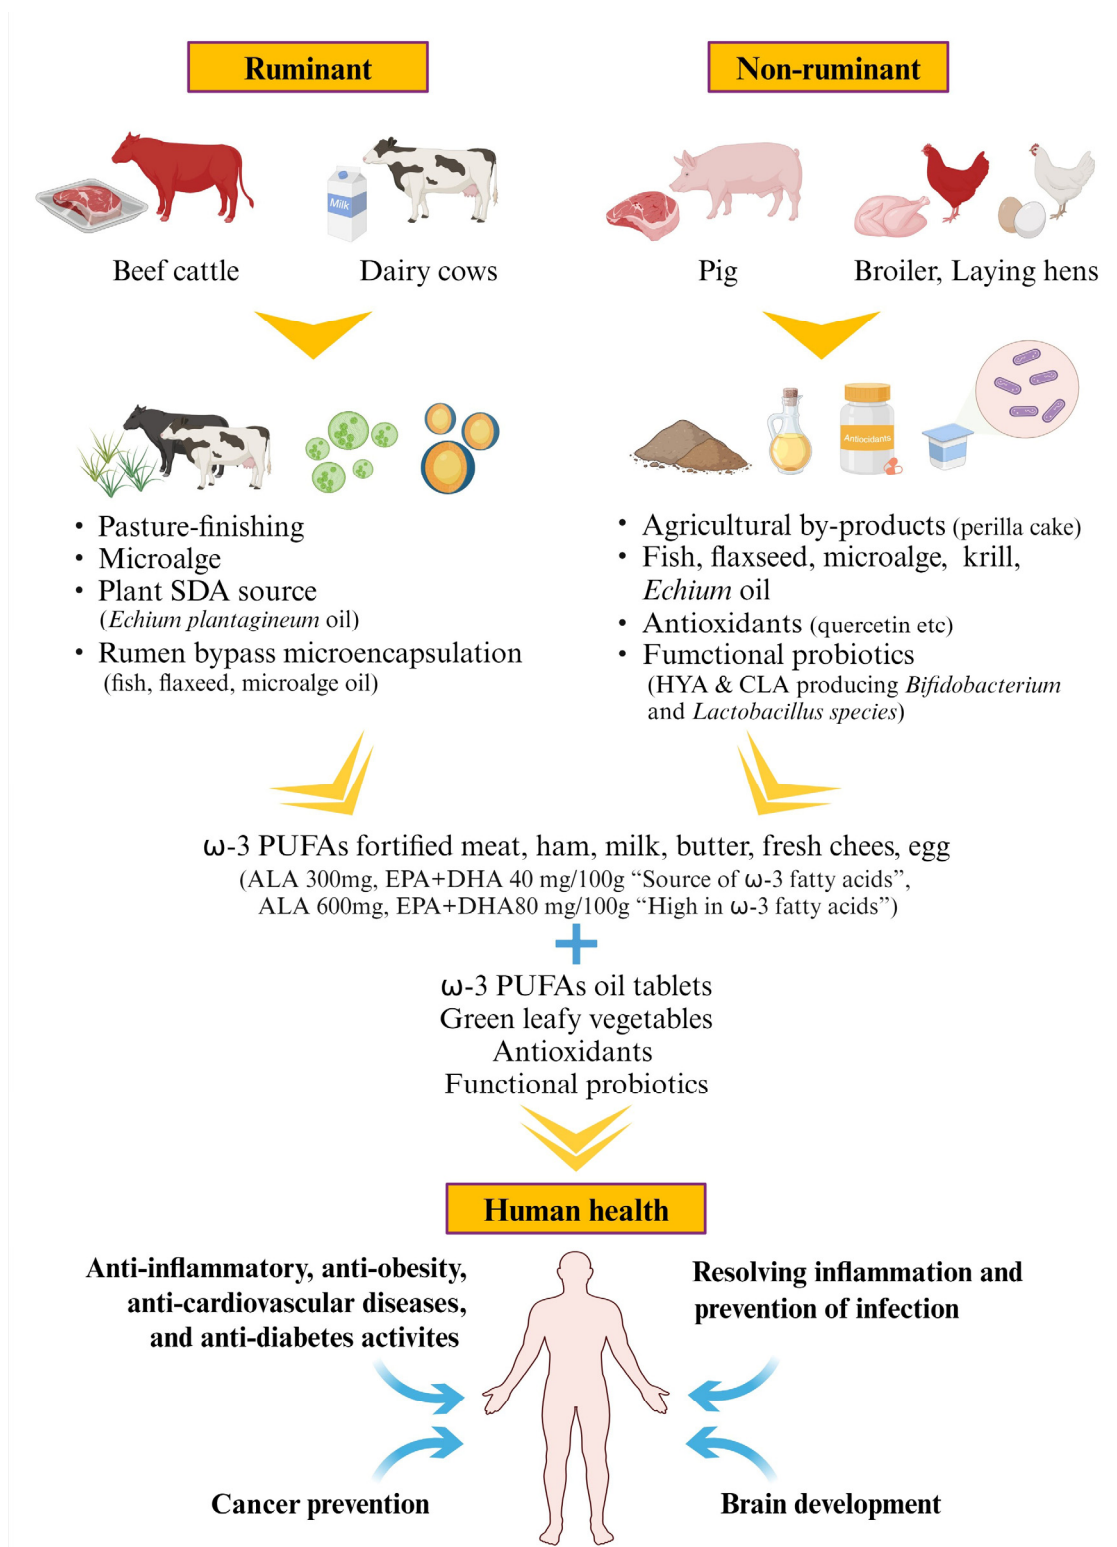 Ruminant
Non-ruminant
Milk
Beef cattle
Dairy cows
Pig
Broiler, Laying hens
Antiocidants
• Pasture-finishing
• Microalge
• Plant SDA source
(Echium plantagineum oil)
• Rumen bypass microencapsulation
(fish, flaxeed, microalge oil)
• Agricultural by-products (perilla cake)
• Fish, flaxseed, microalge, krill,
Echium oil
• Antioxidants (quercetin etc)
• Fumctional probiotics
(HYA & CLA producing Bifidobacterium
and Lactobacillus species)
ω-3 PUFAs fortified meat, ham, milk, butter, fresh chees, egg
(ALA 300mg, EPA+DHA 40 mg/100g “Source of ω-3 fatty acids”,
ALA 600mg, EPA+DHA80 mg/100g “High in ω-3 fatty acids”)
+
ω-3 PUFAs oil tablets
Green leafy vegetables
Antioxidants
Functional probiotics
Human health
Anti-inflammatory, anti-obesity,
anti-cardiovascular diseases,
and anti-diabetes activites
Resolving inflammation and
prevention of infection
Cancer prevention
Brain development